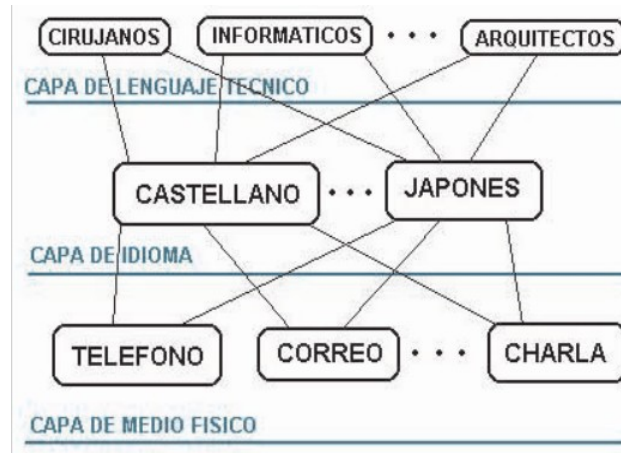 CIRUJANOS INFORMATICOS • • • ARQUITECTOS
CAPA DE LENGUAJE TECNICO
CASTELLANO • • • JAPONES
CAPA DE IDIOMA
TELEFONO CORREO • • • CHARLA
CAPA DE MEDIO FISICO